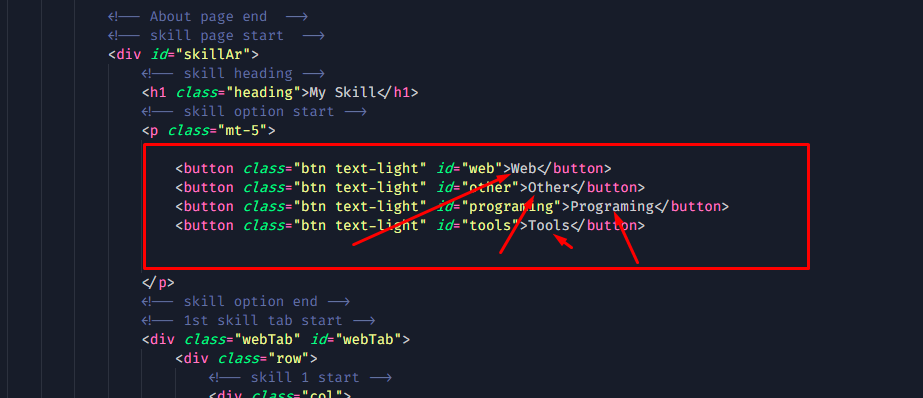 <!-- About page end  -->
<!-- skill page start  -->
<div id="skillAr">
<!-- skill heading -->
<h1 class="heading">My Skill</h1>
<!-- skill option start -->
<p class="mt-5">
<button class="btn text-light" id="web">Web</button>
<button class="btn text-light" id="other">Other</button>
<button class="btn text-light" id="programing">Programing</button>
<button class="btn text-light" id="tools">Tools</button>
</p>
<!-- skill option end -->
<!-- 1st skill tab start -->
<div class="webTab" id="webTab">
<div class="row">
<!-- skill 1 start -->
<div class="col">